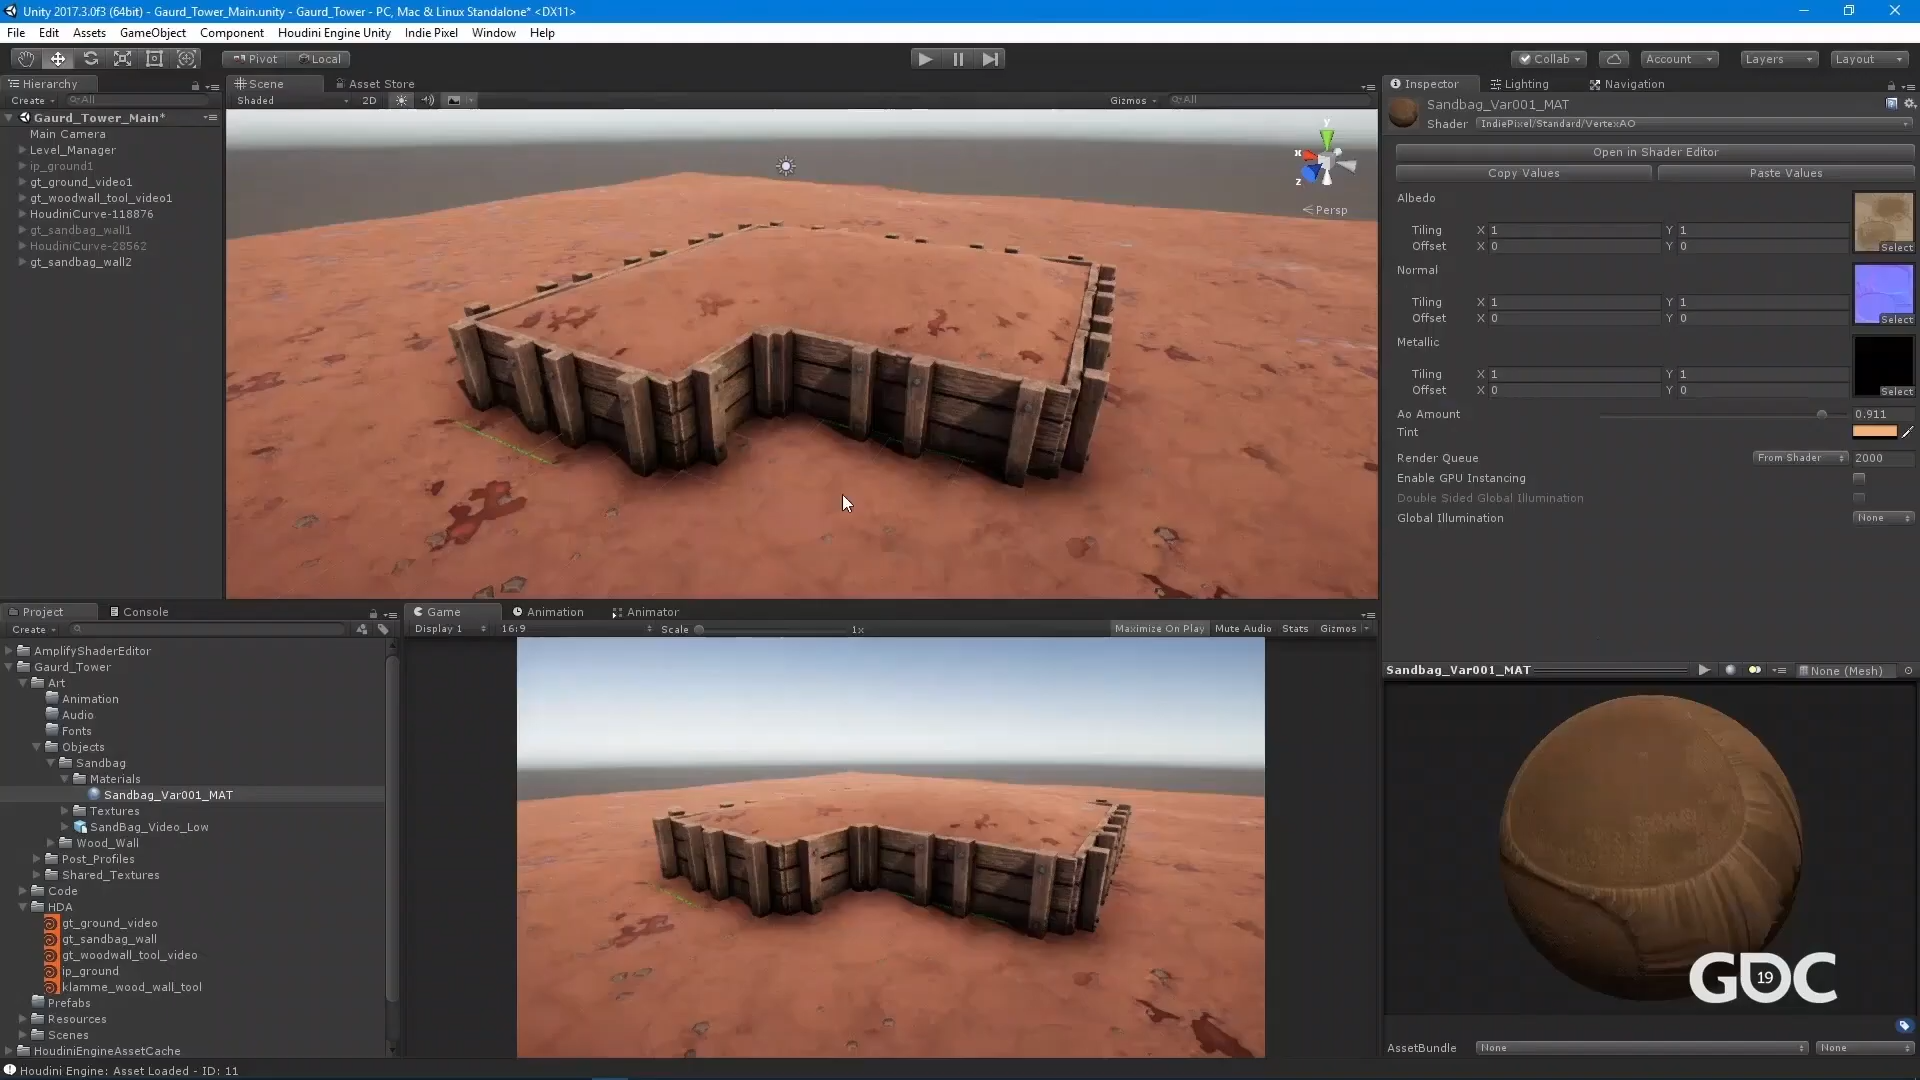 Unity 2017.3.0f3 (64bit) - Gaurd_Tower_Main.unity - Gaurd_Tower - PC, Mac & Linux Standalone* <DX11>
File Edit Assets GameObject Component Houdini Engine Unity Indie Pixel Window Help
Pivot Local Collab Account Layers Layout
Hierarchy
Create All
Gaurd_Tower_Main*
Main Camera
Level_Manager
ip_ground1
gt_ground_video1
gt_woodwall_tool_video1
HoudiniCurve-118876
gt_sandbag_wall1
HoudiniCurve-28562
gt_sandbag_wall2
Scene Asset Store
Shaded 2D Gizmos All
y
x
z
Persp
Inspector Lighting Navigation
Sandbag_Var001_MAT
Shader IndiePixel/Standard/VertexAO
Open in Shader Editor
Copy Values Paste Values
Albedo
Tiling X 1 Y 1
Offset X 0 Y 0
Select
Normal
Tiling X 1 Y 1
Offset X 0 Y 0
Select
Metallic
Tiling X 1 Y 1
Offset X 0 Y 0
Select
Ao Amount 0.911
Tint
Render Queue From Shader 2000
Enable GPU Instancing
Double Sided Global Illumination
Global Illumination None
Project Console
Create
AmplifyShaderEditor
Gaurd_Tower
Art
Animation
Audio
Fonts
Objects
Sandbag
Materials
Sandbag_Var001_MAT
Textures
SandBag_Video_Low
Wood_Wall
Post_Profiles
Shared_Textures
Code
HDA
gt_ground_video
gt_sandbag_wall
gt_woodwall_tool_video
ip_ground
klamme_wood_wall_tool
Prefabs
Resources
Scenes
HoudiniEngineAssetCache
Game Animation Animator
Display 1 16:9 Scale 1x Maximize On Play Mute Audio Stats Gizmos
Sandbag_Var001_MAT None (Mesh)
GDC 19
AssetBundle None None
Houdini Engine: Asset Loaded - ID: 11